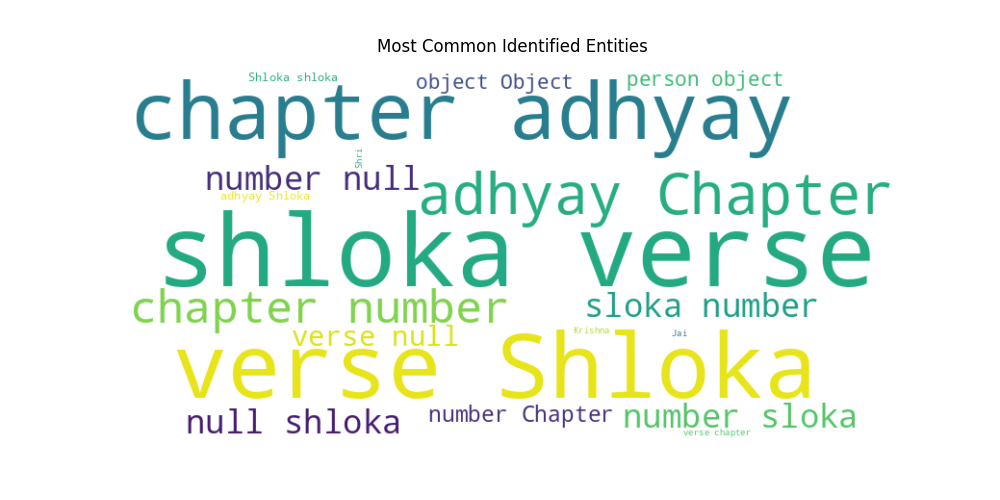 Most Common Identified Entities
Shloka shloka
object Object
person object
chapter adhyay
Shri
number null
adhyay Chapter
adhyay Shloka
shloka verse
chapter number
sloka number
verse null
Krishna
Jai
verse Shloka
null shloka
number Chapter
number sloka
verse chapter